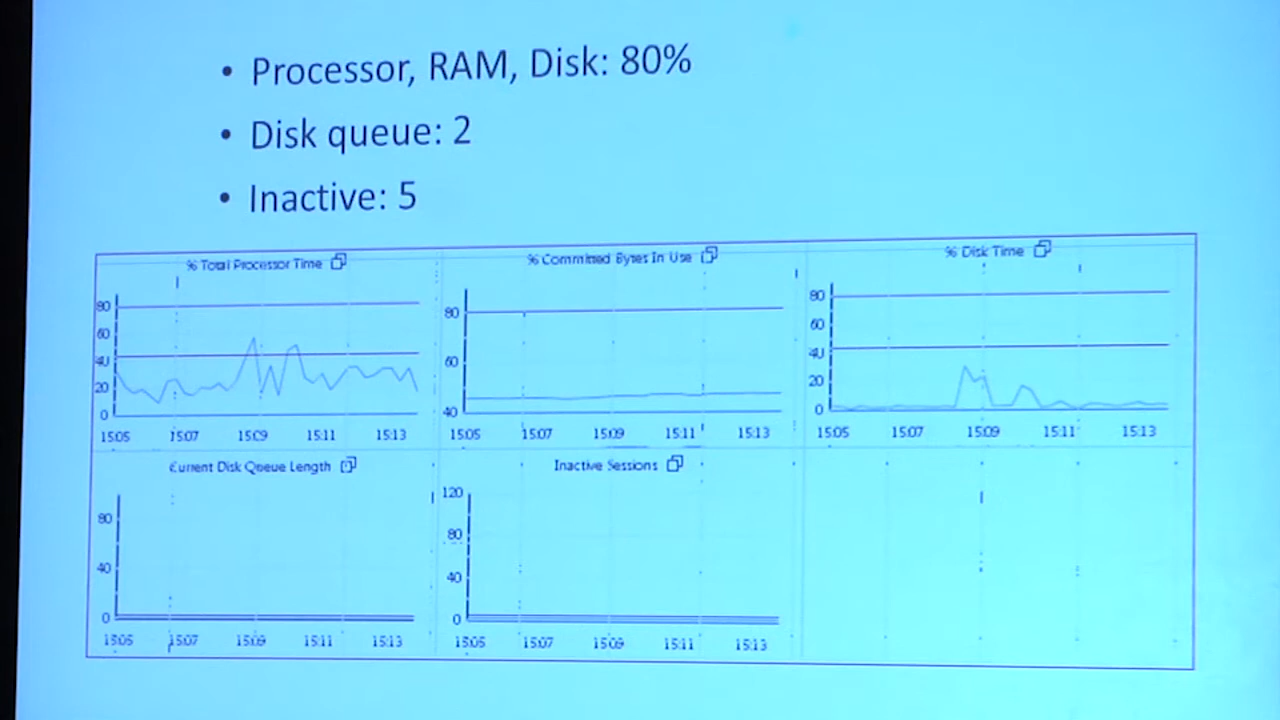 • Processor, RAM, Disk: 80%
• Disk queue: 2
• Inactive: 5
% Total Processor Time
80
60
40
20
0
15:05 15:07 15:09 15:11 15:13
% Committed Bytes In Use
80
60
40
15:05 15:07 15:09 15:11 15:13
% Disk Time
80
60
40
20
0
15:05 15:07 15:09 15:11 15:13
Current Disk Queue Length
80
40
0
15:05 15:07 15:09 15:11 15:13
Inactive Sessions
120
80
40
0
15:05 15:07 15:09 15:11 15:13